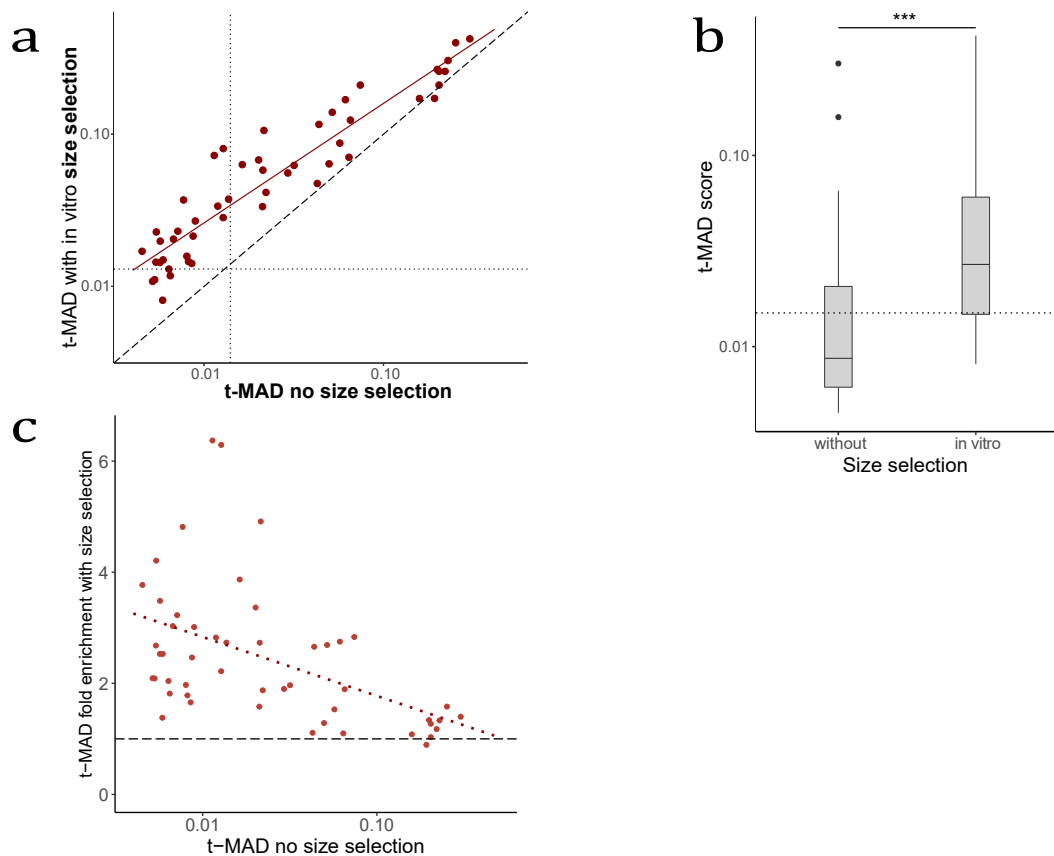 a
t-MAD with in vitro size selection
0.10
0.01
0.01
0.10
t-MAD no size selection
b
***
t-MAD score
0.10
0.01
without
in vitro
Size selection
c
t−MAD fold enrichment with size selection
6
4
2
0
0.01
0.10
t−MAD no size selection